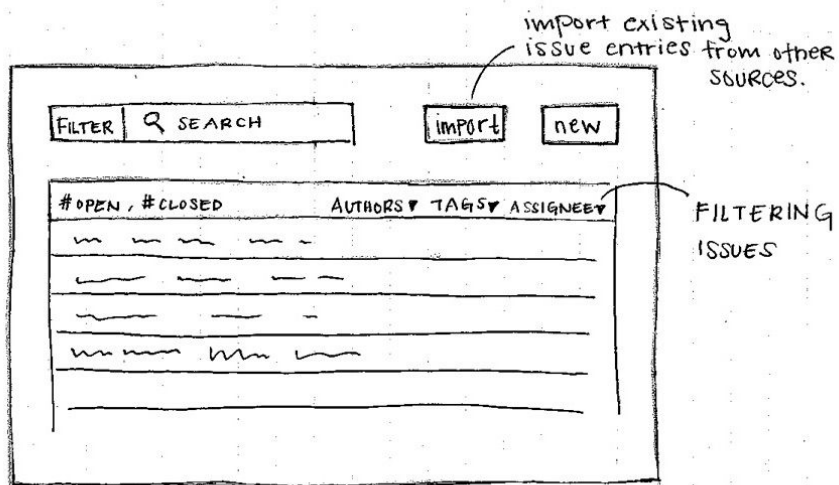 import existing
issue entries from other
sources.
FILTER SEARCH import new
#OPEN, #CLOSED AUTHORS▼ TAGS▼ ASSIGNEE▼
FILTERING
ISSUES